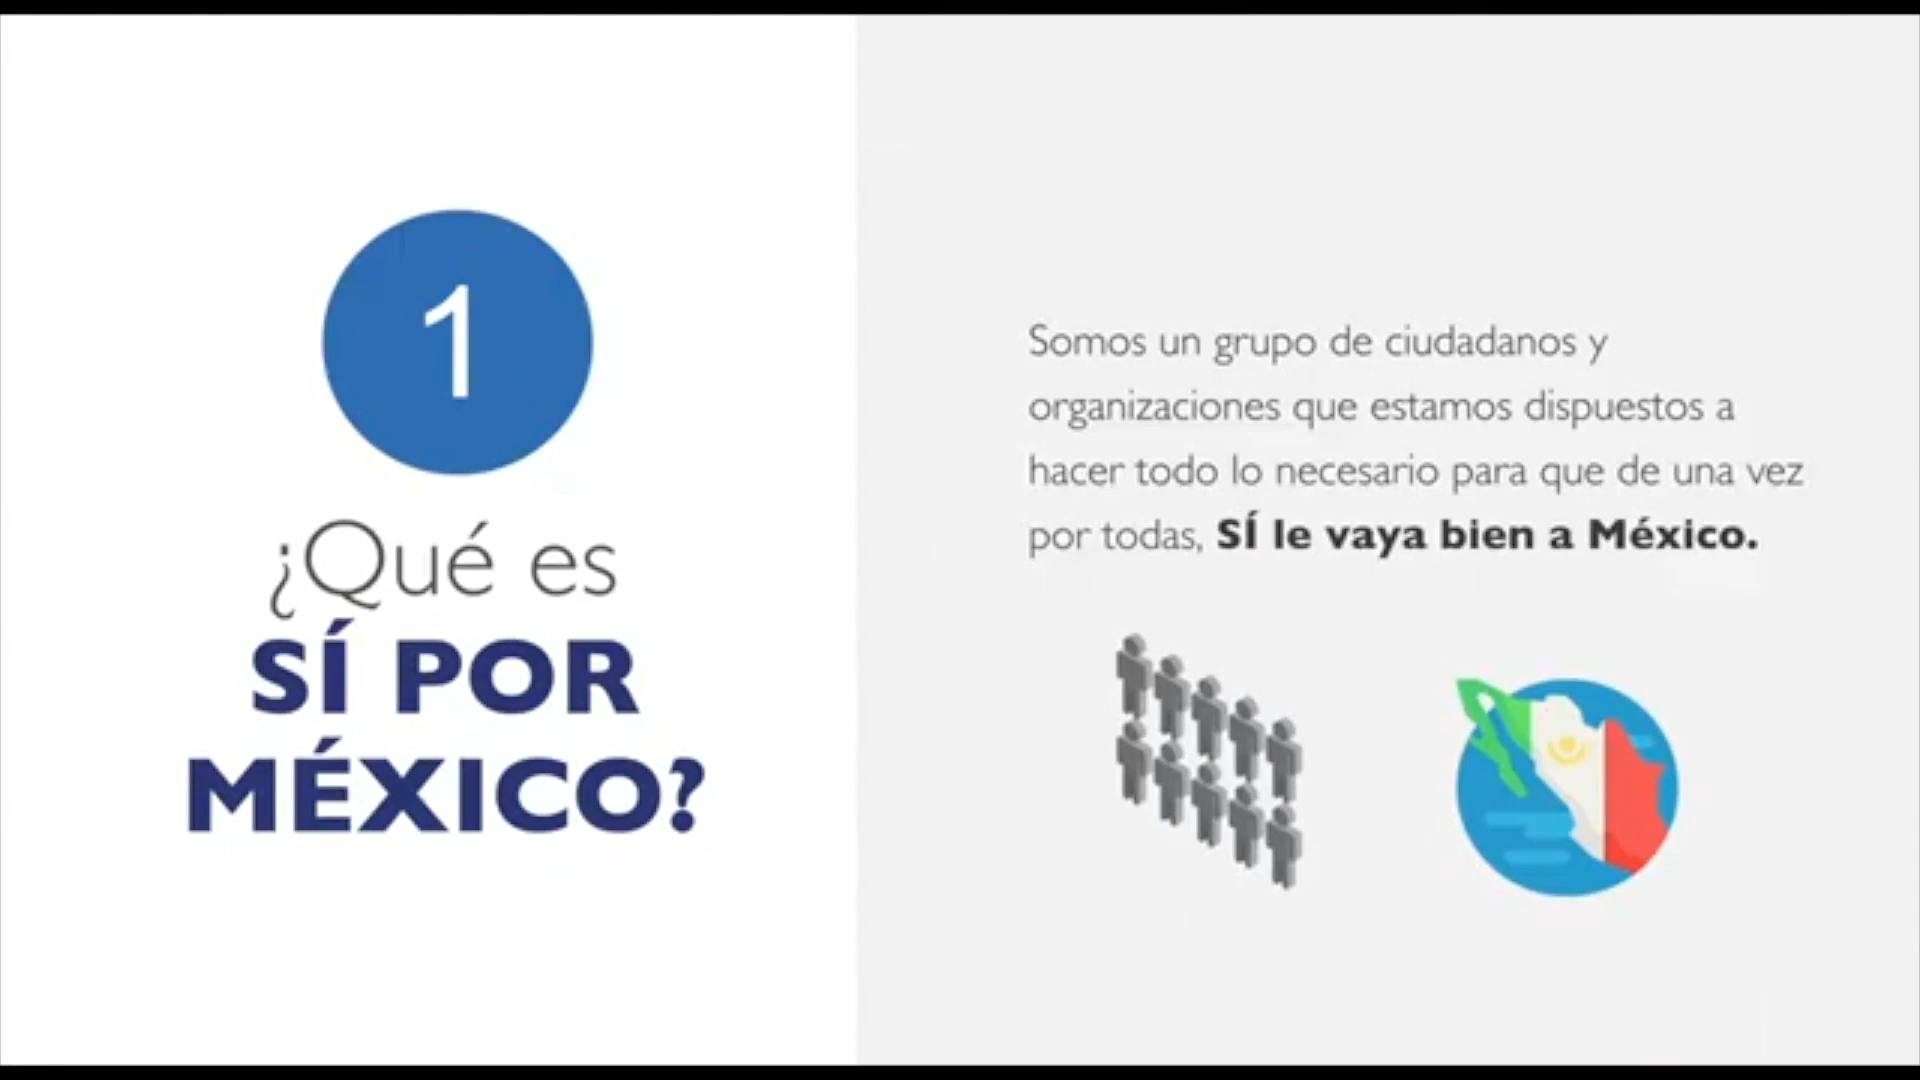 1
¿Qué es
SÍ POR
MÉXICO?
Somos un grupo de ciudadanos y
organizaciones que estamos dispuestos a
hacer todo lo necesario para que de una vez
por todas, SÍ le vaya bien a México.